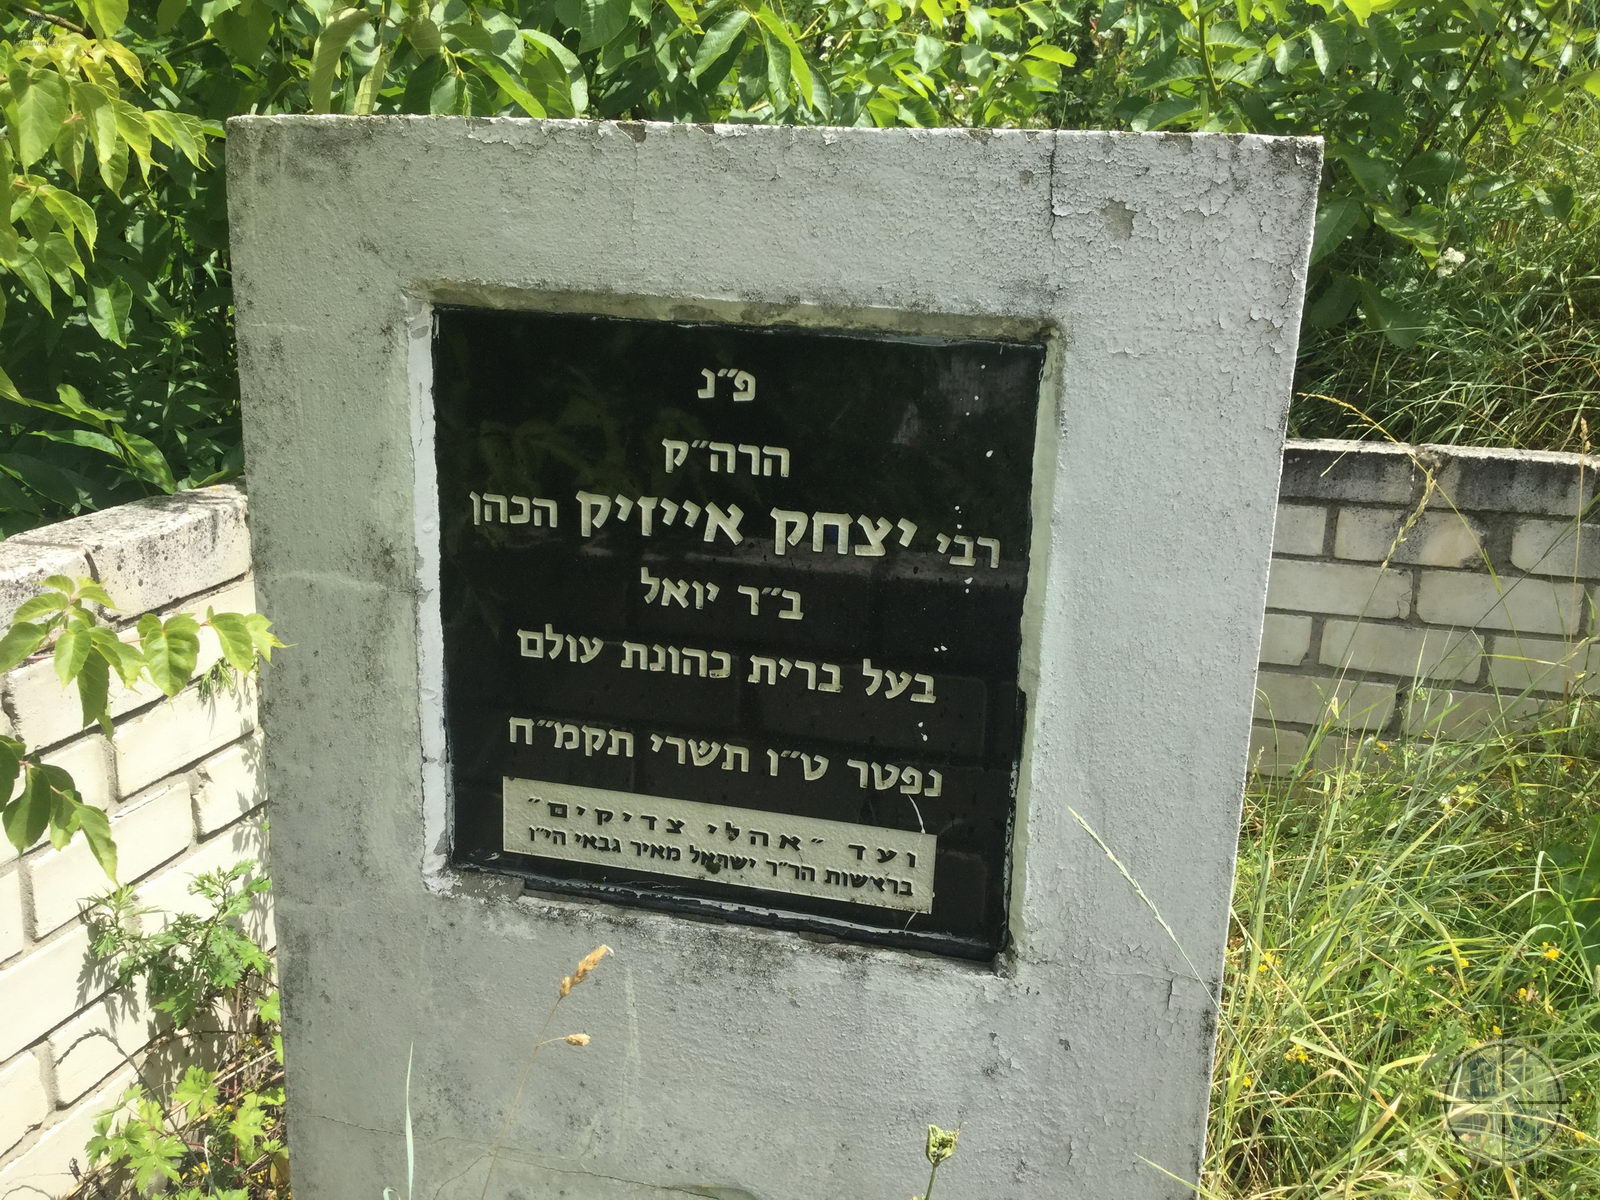 פ״נ
הרה״ק
רבי יצחק אייזיק הכהן
ב״ר יואל
בעל ברית כהונת עולם
נפטר ט״ו תשרי תקמ״ח
ועד ״אהלי צדיקים״
בראשות הר״ר ישראל מאיר גבאי הי״ו